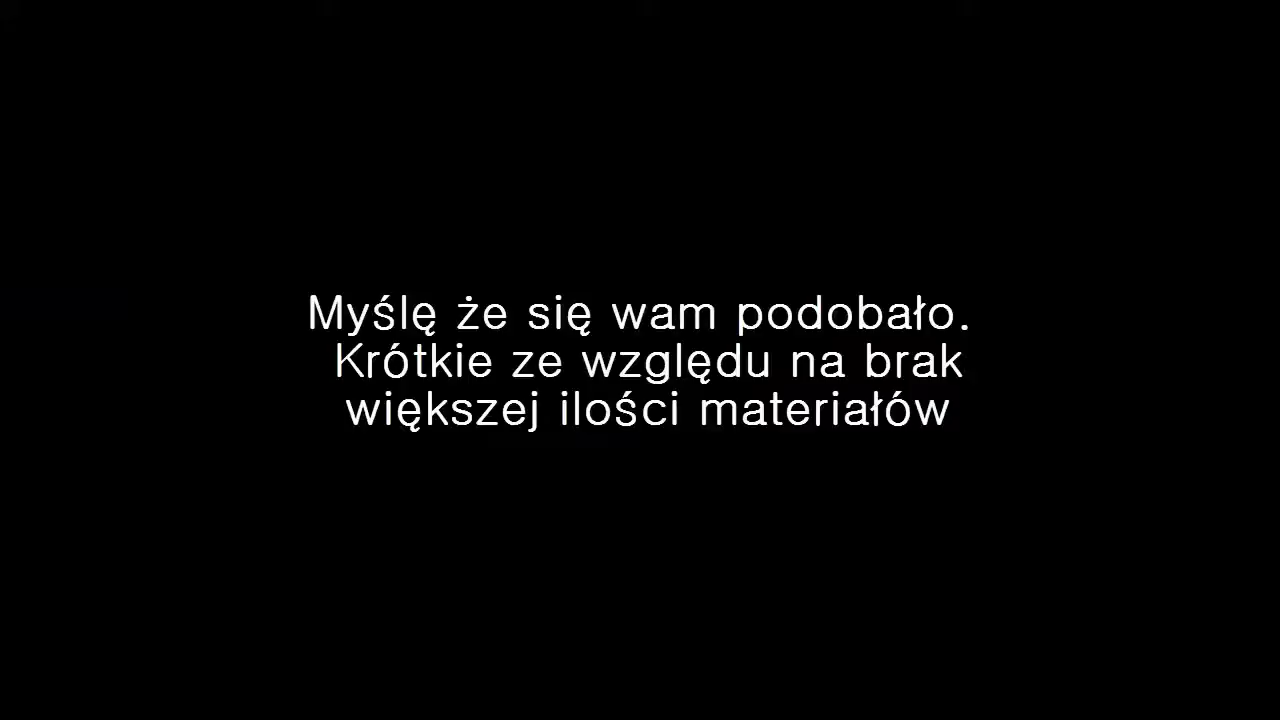 Myślę że się wam podobało.
Krótkie ze względu na brak
większej ilości materiałów